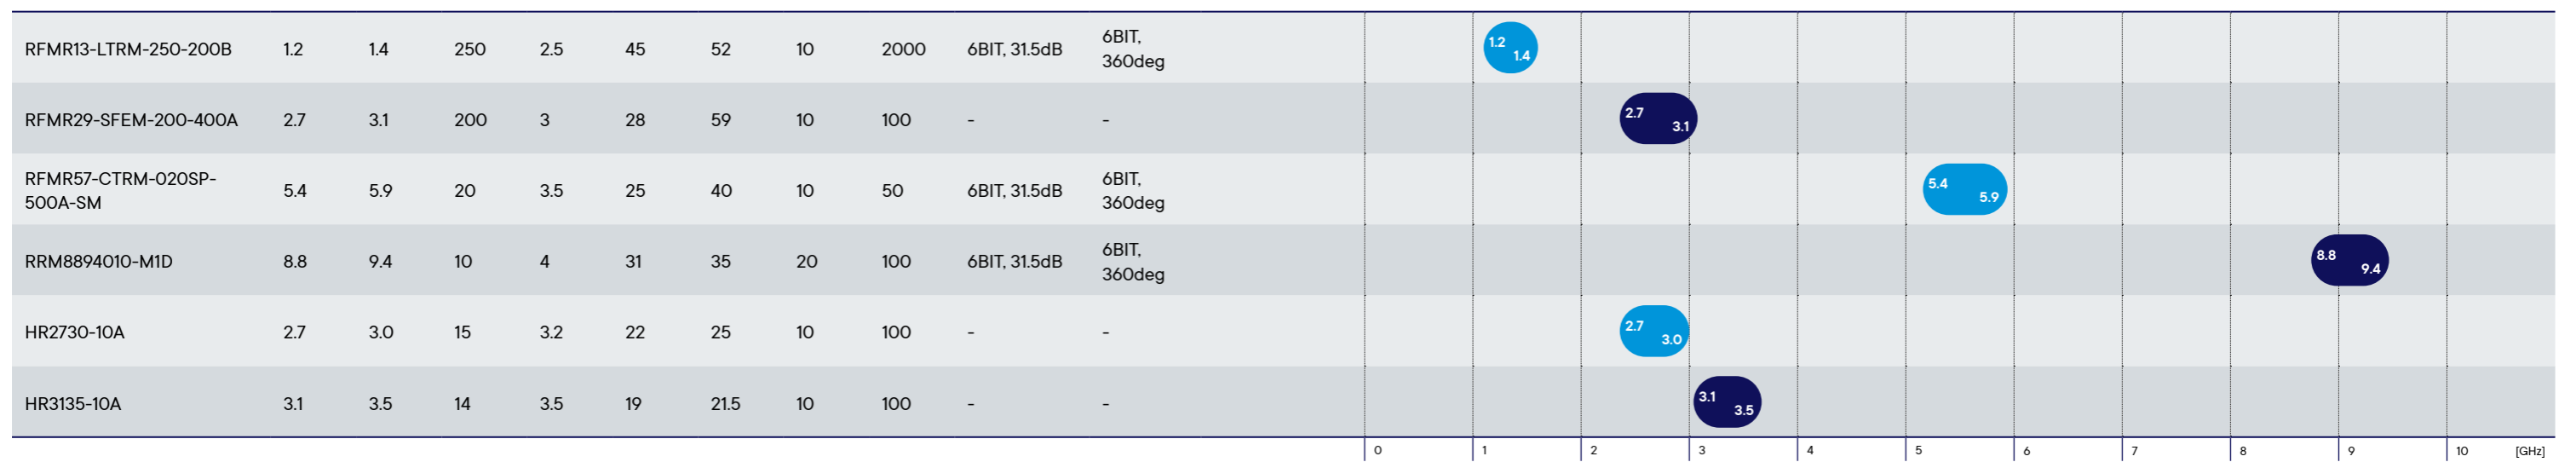 RFMR13-LTRM-250-200B 1.2 1.4 250 2.5 45 52 10 2000 6BIT, 31.5dB 6BIT,
360deg
1.2
1.4
RFMR29-SFEM-200-400A 2.7 3.1 200 3 28 59 10 100 - -
2.7
3.1
RFMR57-CTRM-020SP-
500A-SM
5.4 5.9 20 3.5 25 40 10 50 6BIT, 31.5dB 6BIT,
360deg
5.4
5.9
RRM8894010-M1D 8.8 9.4 10 4 31 35 20 100 6BIT, 31.5dB 6BIT,
360deg
8.8
9.4
HR2730-10A 2.7 3.0 15 3.2 22 25 10 100 - -
2.7
3.0
HR3135-10A 3.1 3.5 14 3.5 19 21.5 10 100 - -
3.1
3.5
0 1 2 3 4 5 6 7 8 9 10 [GHz]